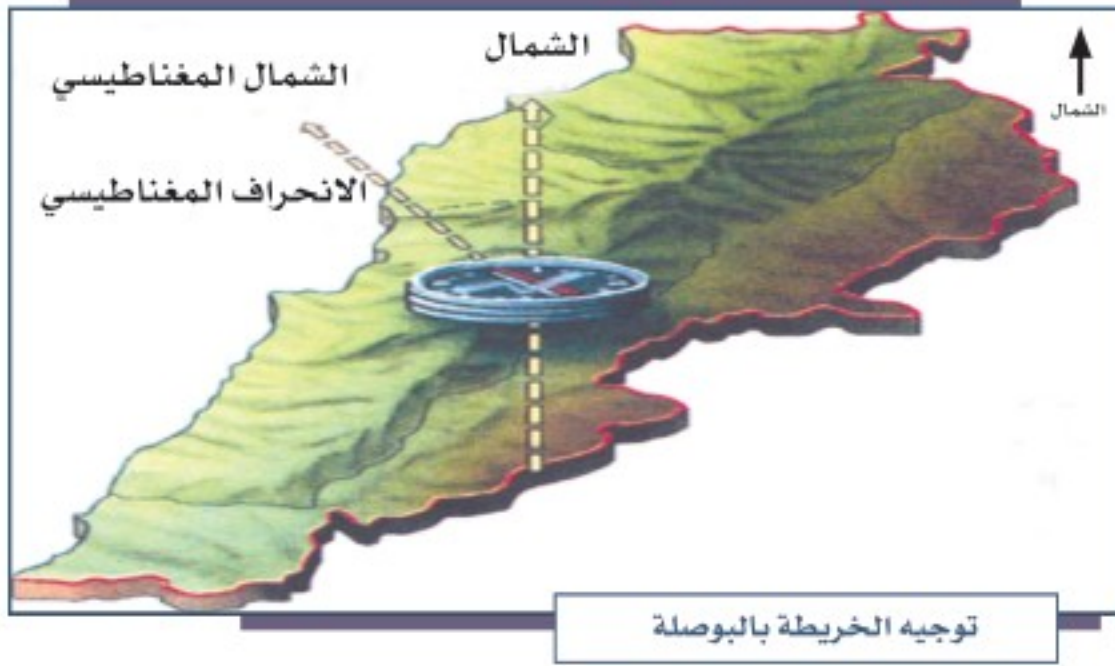 الشمال
الشمال المغناطيسي
الشمال
الانحراف المغناطيسي
توجيه الخريطة بالبوصلة